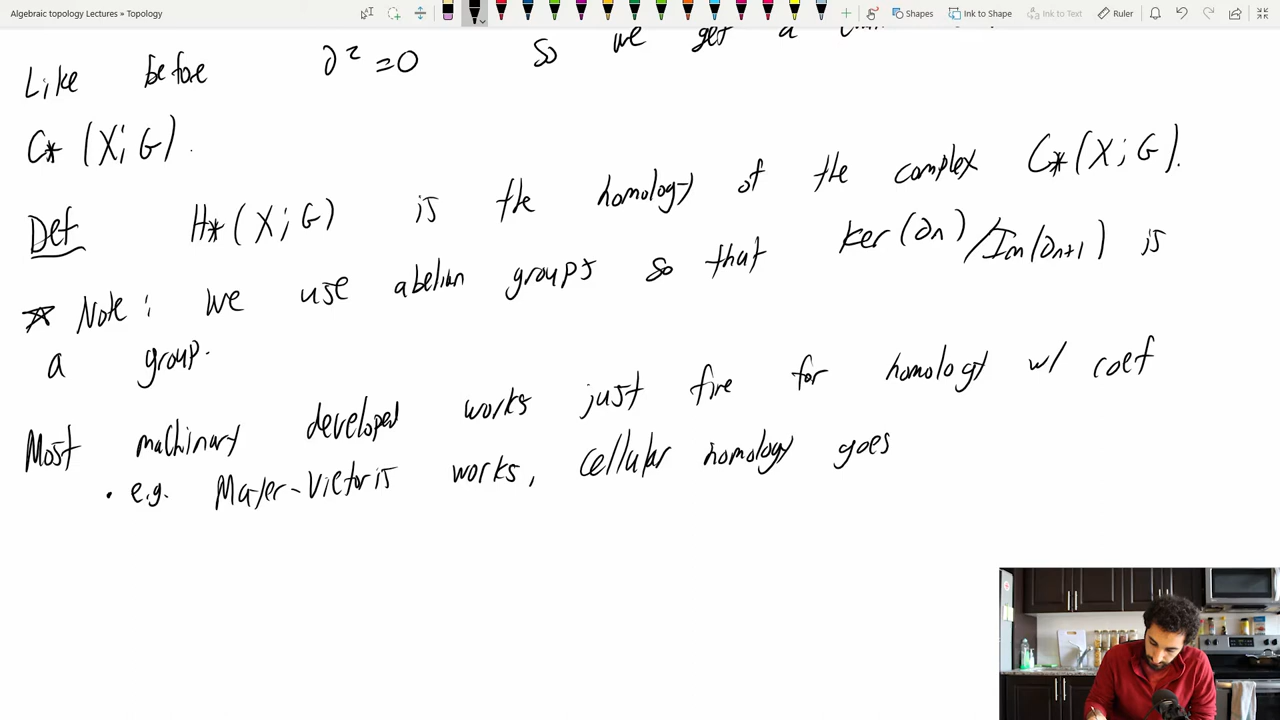 Algebraic topology Lectures » Topology
Shapes Ink to Shape Ink to Text Ruler
Like before ∂² = 0 So we get a
C* (X; G).
Def H* (X; G) is the homology of the complex C* (X; G).
☆ Note: we use abelian groups so that ker(∂n)/Im(∂n+1) is
a group.
Most machinary developed works just fine for homology w/ coef
• e.g. Mayer-Vietoris works, cellular homology goes